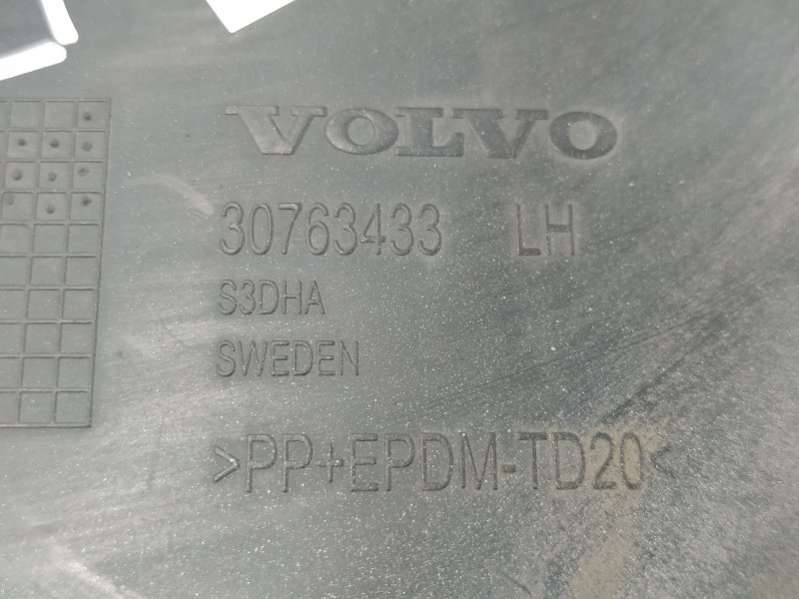 VOLVO
30763433 LH
S3DHA
SWEDEN
>PP+EPDM-TD20<